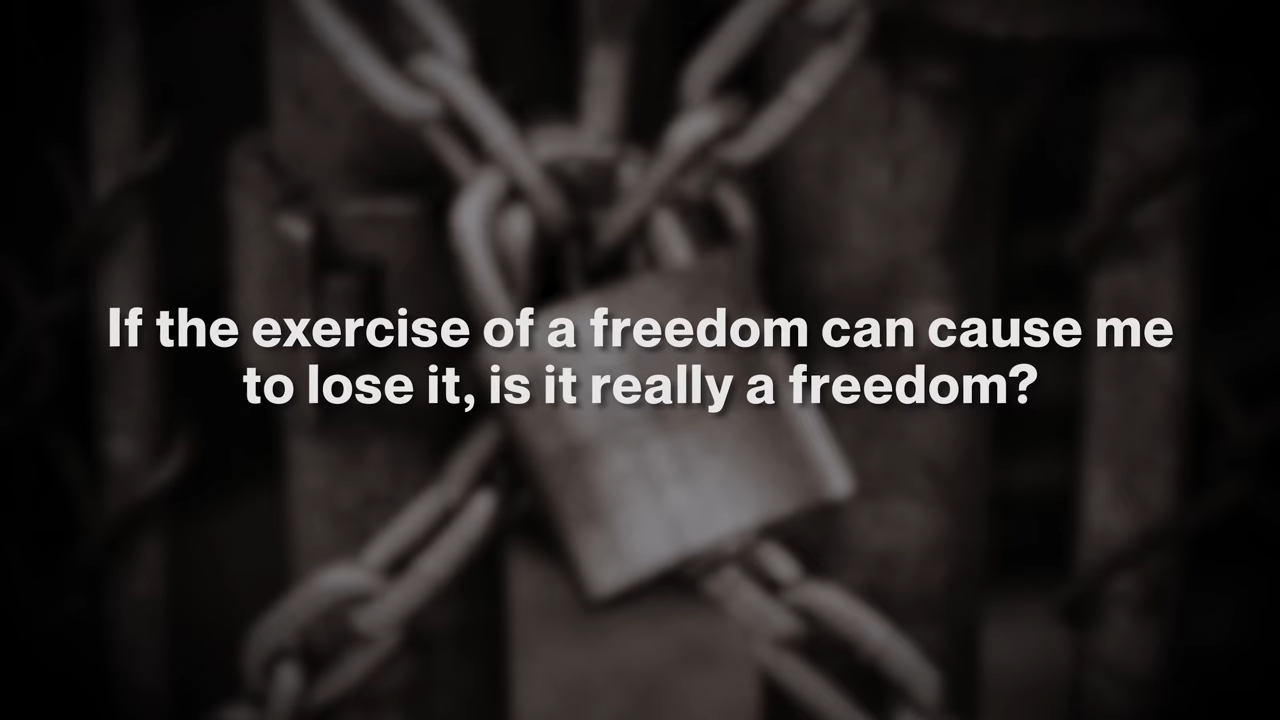 If the exercise of a freedom can cause me
to lose it, is it really a freedom?